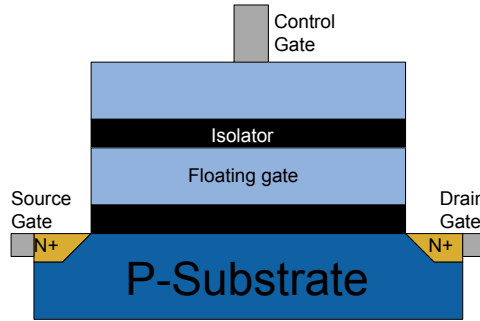 Control
Gate
Isolator
Floating gate
Source
Gate
Drain
Gate
N+
N+
P-Substrate